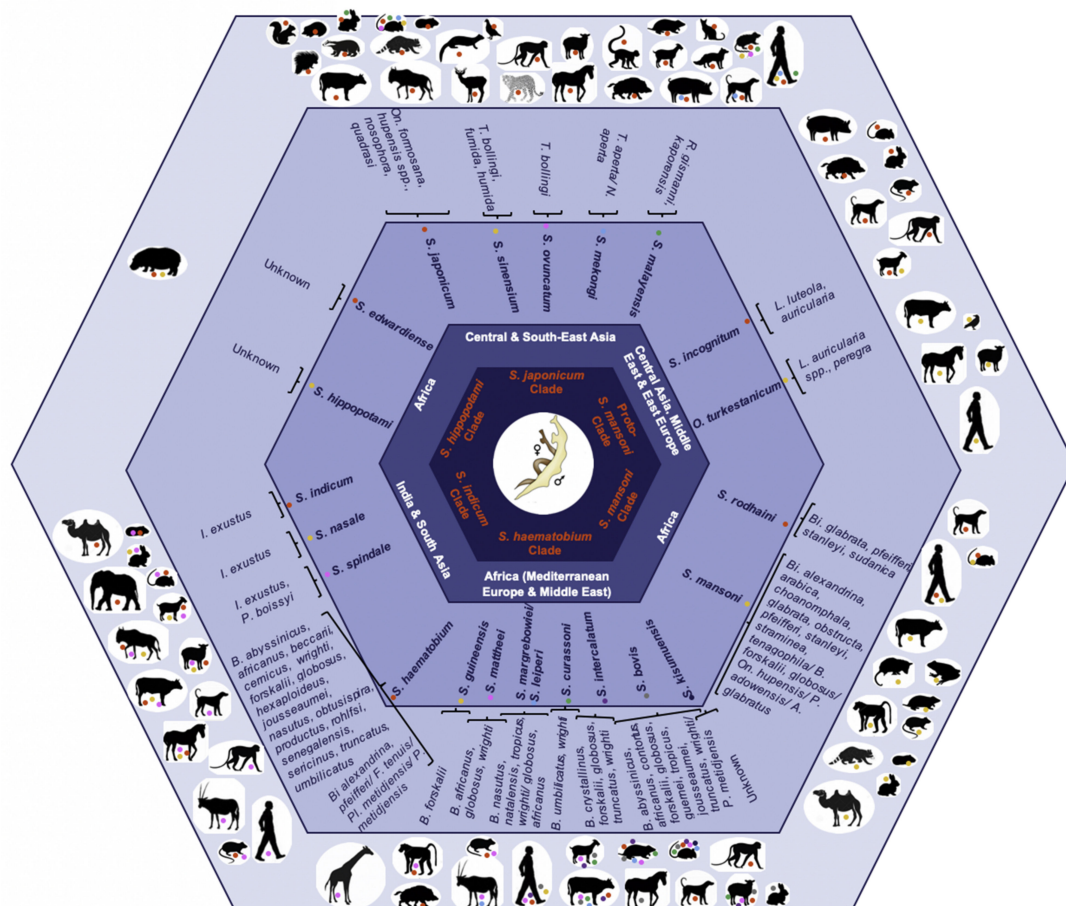 On. formosana,
hupensis spp.,
nosophora,
quadrasi
T. bollingi,
fumida, humida
T. bollingi
T. aperta/ N.
aperta
R. gismanni,
kaporensis
S. japonicum
S. sinensium
S. ovuncatum
S. mekongi
S. malayensis
Unknown
S. edwardiense
Unknown
S. hippopotami
L. luteola,
auricularia
S. incognitum
L. auricularia
spp., peregra
O. turkestanicum
Central & South-East Asia
Central Asia, Middle
East & East Europe
Africa
S. japonicum
Clade
Proto-
S. mansoni
Clade
S. hippopotami
Clade
♀
♂
S. indicum
Clade
S. mansoni
Clade
S. haematobium
Clade
India & South Asia
Africa
Africa (Mediterranean
Europe & Middle East)
I. exustus
S. indicum
I. exustus
S. nasale
I. exustus,
P. boissyi
S. spindale
S. rodhaini
Bi. glabrata, pfeifferi,
stanleyi, sudanica
S. mansoni
Bi. alexandrina,
arabica,
choanomphala,
glabrata, obstructa,
pfeifferi, stanleyi,
straminea,
tenagophila/ B.
forskalii, globosus/
On. hupensis/ P.
adowensis/ A.
glabratus
S. haematobium
S. guineensis
S. mattheei
S. margrebowiei/
S. leiperi
S. curassoni
S. intercalatum
S. bovis
S. kisumuensis
B. abyssinicus,
africanus, beccarii,
cernicus, wrighti,
forskalii, globosus,
hexaploideus,
jousseaumei,
nasutus, obtusispira,
productus, rohlfsi,
senegalensis,
sericinus, truncatus,
umbilicatus
Bi. alexandrina,
pfeifferi/ F. tenuis/
Pl. metidjensis/ P.
metidjensis
B. forskalii
B. africanus,
globosus, wrighti/
B. nasutus,
natalensis, tropicus,
wrighti/ globosus,
africanus
B. umbilicatus, wrighti
B. crystallinus,
forskalii, globosus,
truncatus, wrighti
B. abyssinicus,
abyanus, contortus,
africanus, globosus,
forskalii, tropicus,
guernei, jousseaumei,
jousseaumei, wrighti/
truncatus, wrighti/
P. metidjensis
Unknown